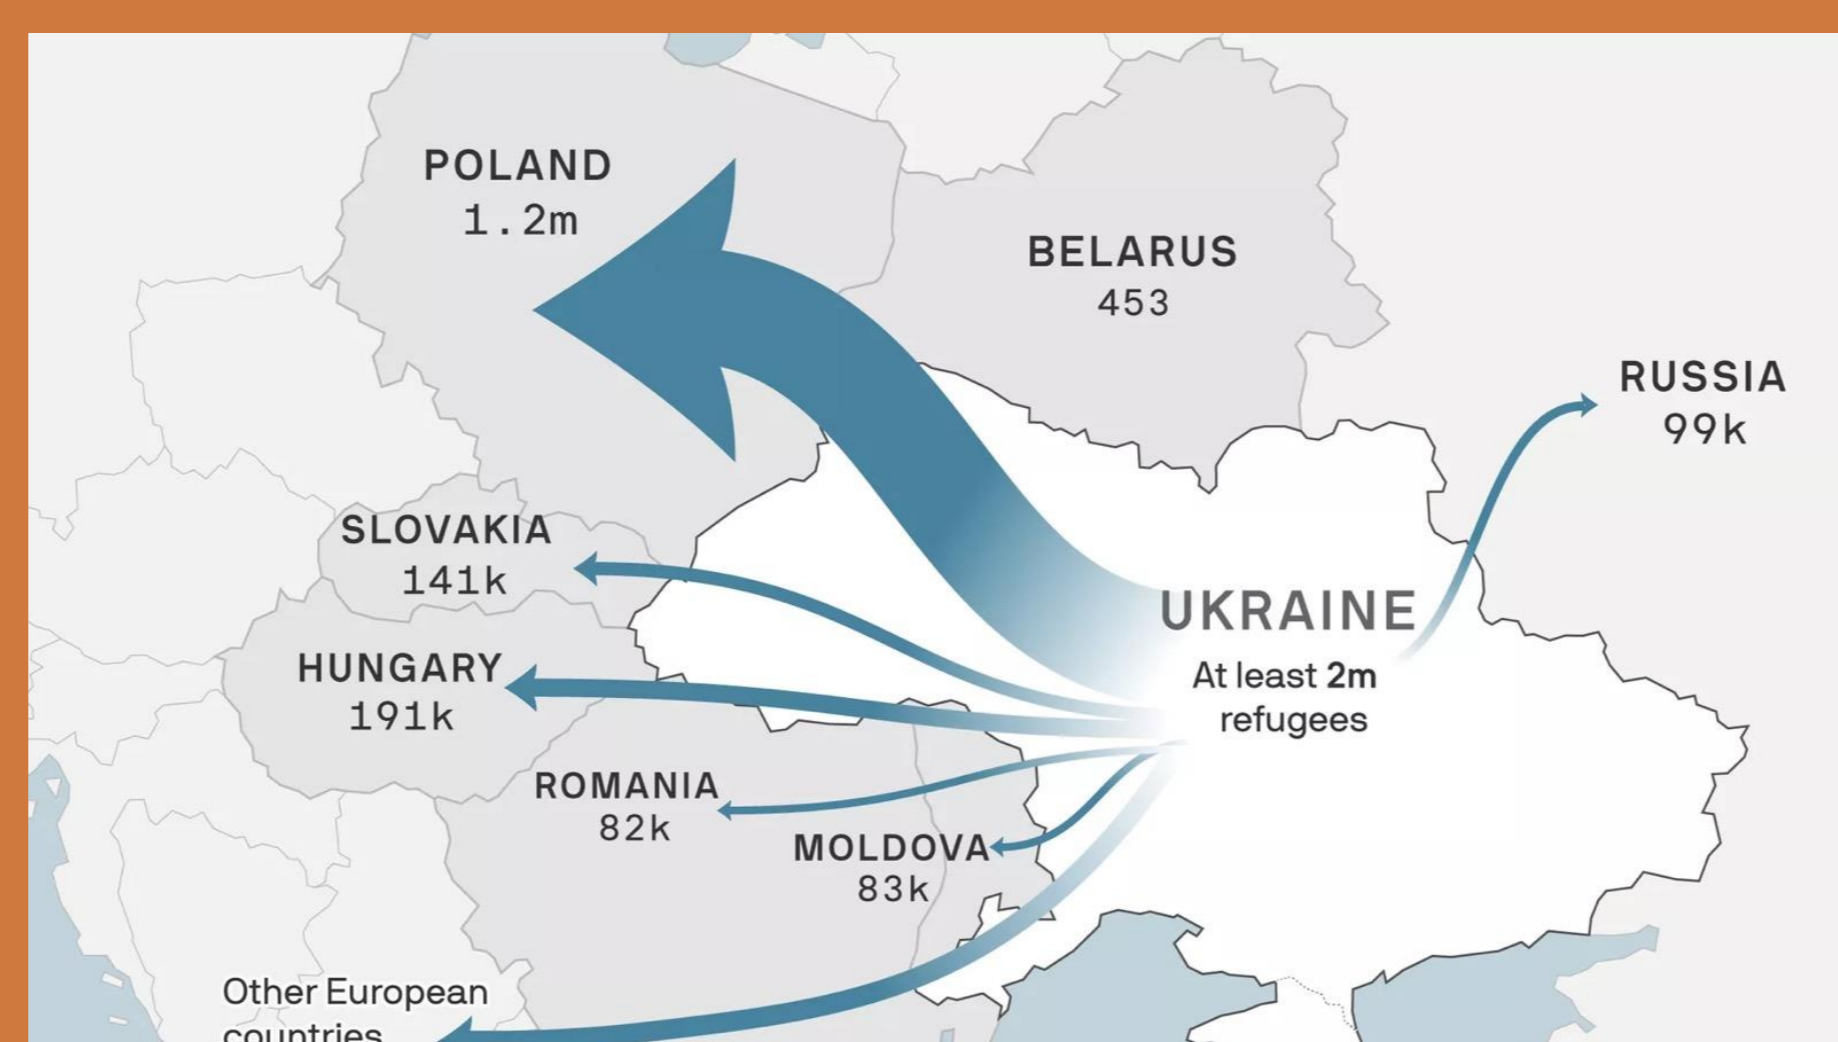 POLAND
1.2m
BELARUS
453
RUSSIA
99k
SLOVAKIA
141k
UKRAINE
At least 2m
refugees
HUNGARY
191k
ROMANIA
82k
MOLDOVA
83k
Other European
countries